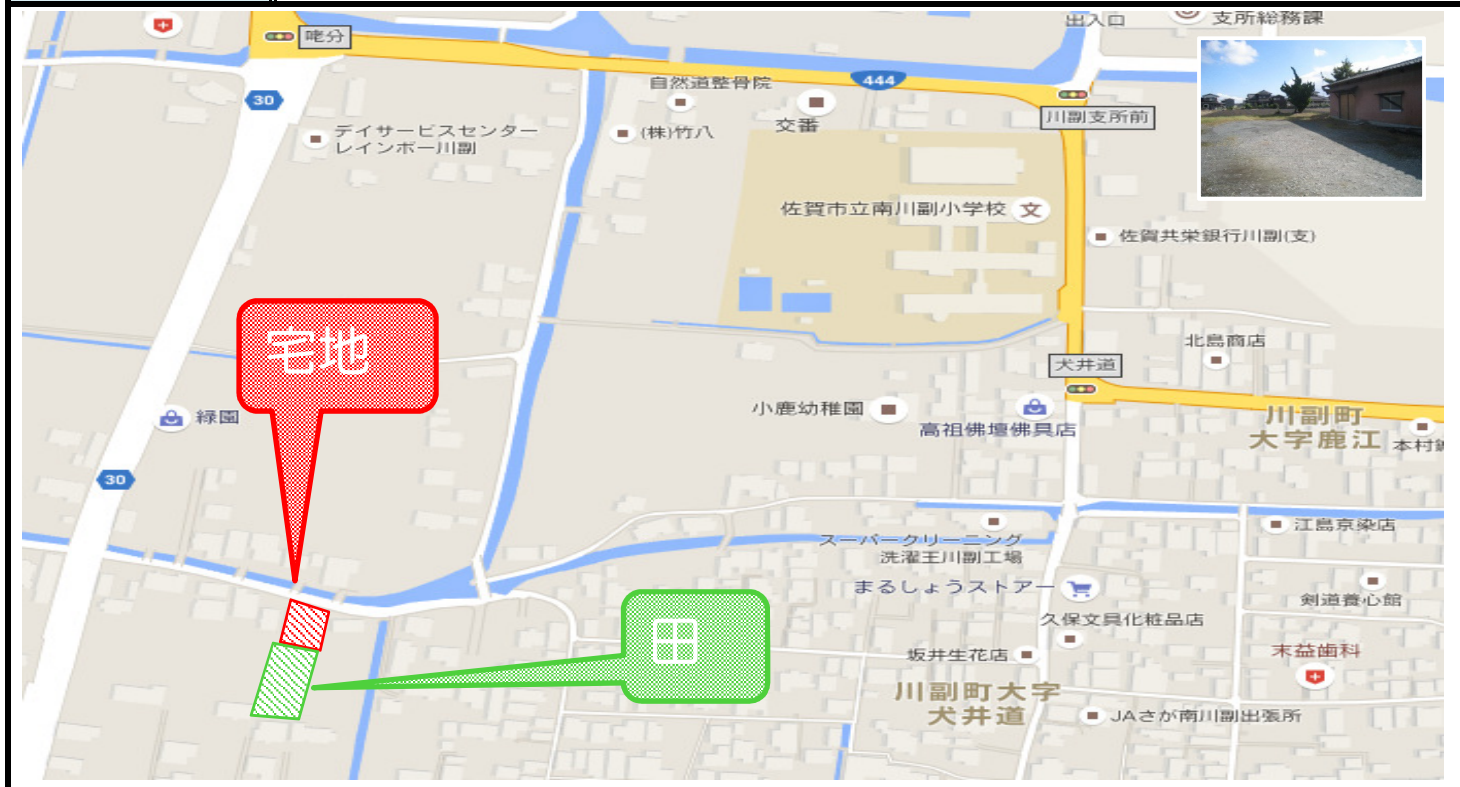 出入口
支所総務課
咾分
444
自然道整骨院
30
川副支所前
交番
(株)竹八
デイサービスセンター
レインボー川副
佐賀市立南川副小学校
文
佐賀共栄銀行川副(支)
宅地
北島商店
犬井道
小鹿幼稚園
高祖佛壇佛具店
緑園
川副町
大字鹿江
本村
30
江島京染店
スーパークリーニング
洗濯王川副工場
まるしょうストアー
剣道養心館
久保文具化粧品店
田
坂井生花店
末益歯科
川副町大字
犬井道
JAさが南川副出張所